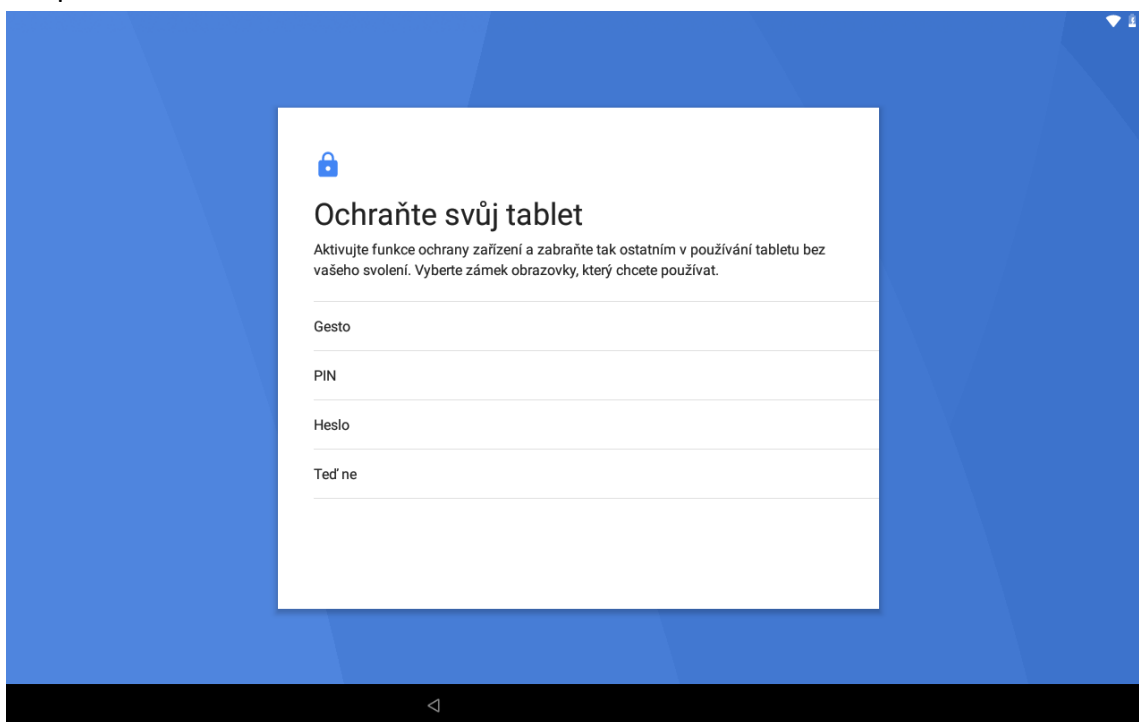 Ochraňte svůj tablet
Aktivujte funkce ochrany zařízení a zabraňte tak ostatním v používání tabletu bez
vašeho svolení. Vyberte zámek obrazovky, který chcete používat.
Gesto
PIN
Heslo
Teď ne